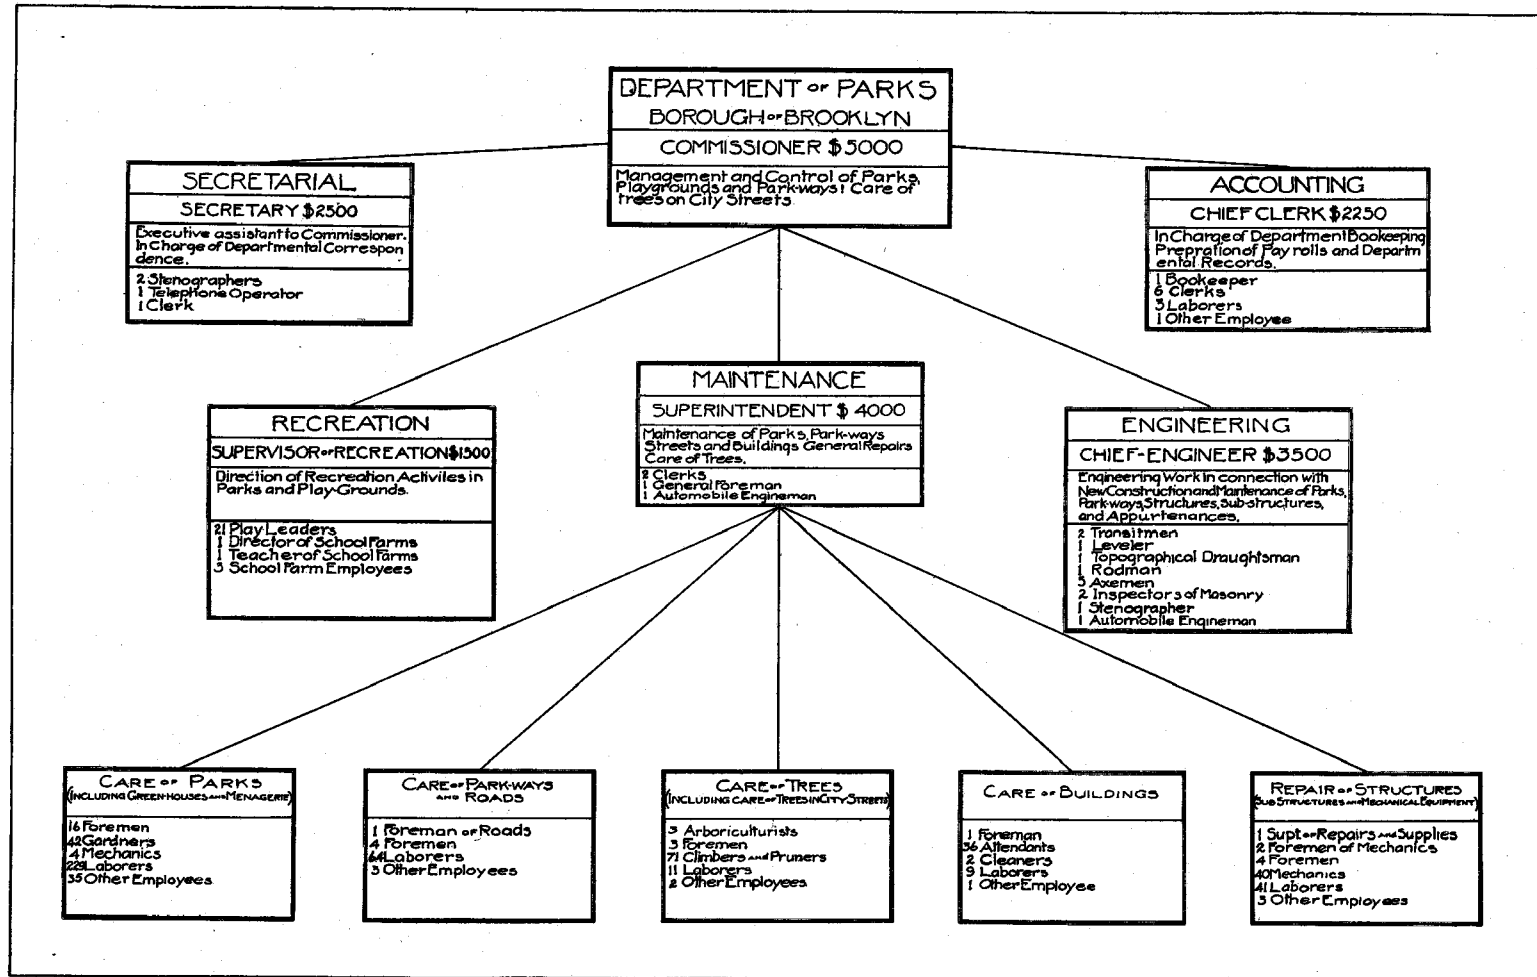 DEPARTMENT OF PARKS
BOROUGH OF BROOKLYN
COMMISSIONER $5000
Management and Control of Parks,
Playgrounds and Park-ways: Care of
trees on City Streets.
SECRETARIAL
SECRETARY $2500
Executive assistant to Commissioner.
In Charge of Departmental Correspon
dence.
2 Stenographers
1 Telephone Operator
1 Clerk
ACCOUNTING
CHIEF CLERK $2250
In Charge of Department Bookeeping
Prepration of Pay rolls and Departm
ental Records.
1 Bookeeper
6 Clerks
3 Laborers
1 Other Employee
RECREATION
SUPERVISOR OF RECREATION $1500
Direction of Recreation Activiles in
Parks and Play-Grounds.
21 Play Leaders
1 Director of School Farms
1 Teacher of School Farms
3 School Farm Employees
MAINTENANCE
SUPERINTENDENT $ 4000
Maintenance of Parks, Park-ways
Streets and Buildings General Repairs
Care of Trees.
2 Clerks
1 General Foreman
1 Automobile Engineman
ENGINEERING
CHIEF-ENGINEER $3500
Engineering Work in connection with
New Construction and Maintenance of Parks,
Park-ways, Structures, Sub-structures,
and Appurtenances.
2 Transitmen
1 Leveler
1 Topographical Draughtsman
1 Rodman
3 Axemen
2 Inspectors of Masonry
1 Stenographer
1 Automobile Engineman
CARE OF PARKS
(INCLUDING GREEN-HOUSES AND MENAGERIE)
16 Foremen
42 Gardners
4 Mechanics
229 Laborers
35 Other Employees
CARE OF PARK-WAYS
AND ROADS
1 Foreman of Roads
4 Foremen
64 Laborers
3 Other Employees
CARE OF TREES
(INCLUDING CARE OF TREES IN CITY STREETS)
3 Arboriculturists
3 Foremen
71 Climbers and Pruners
11 Laborers
2 Other Employees
CARE OF BUILDINGS
1 Foreman
36 Attendants
2 Cleaners
9 Laborers
1 Other Employee
REPAIR OF STRUCTURES
(SUB STRUCTURES AND MECHANICAL EQUIPMENT)
1 Supt of Repairs and Supplies
2 Foremen of Mechanics
4 Foremen
40 Mechanics
41 Laborers
3 Other Employees